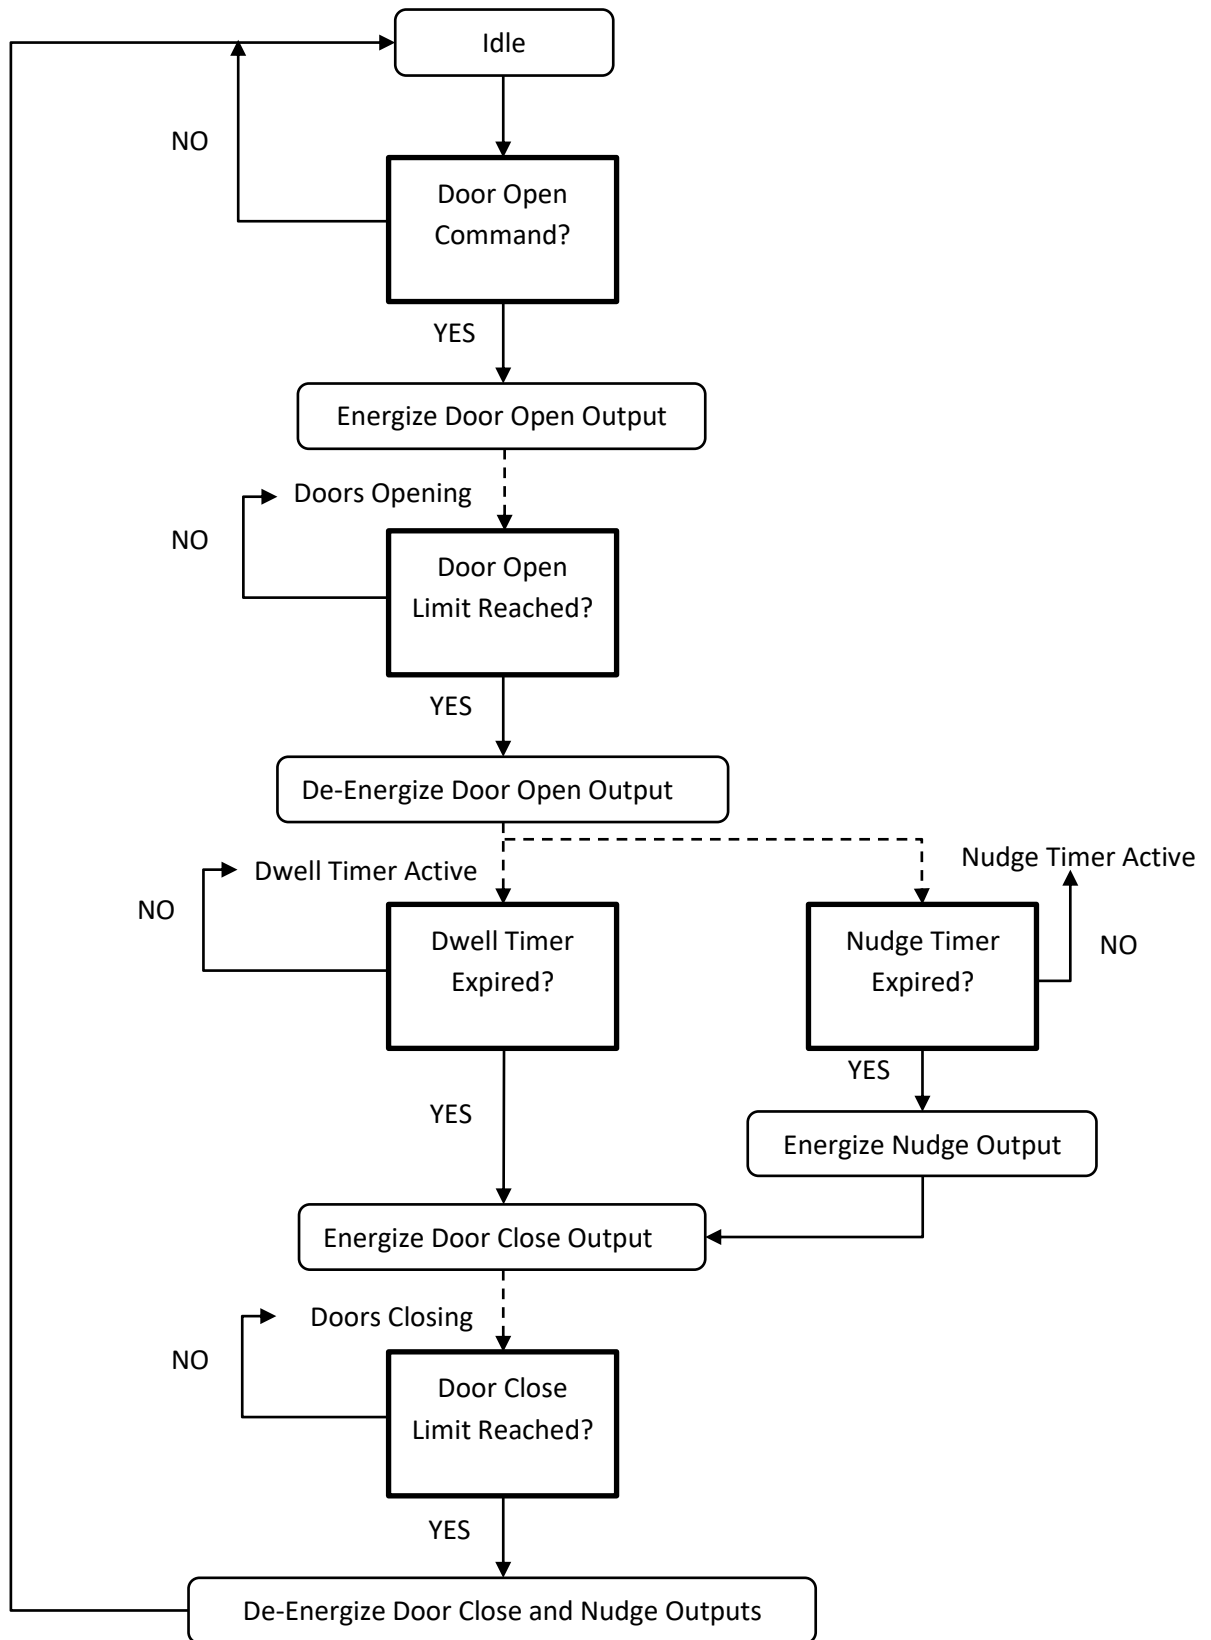 Idle
NO
Door Open
Command?
YES
Energize Door Open Output
Doors Opening
NO
Door Open
Limit Reached?
YES
De-Energize Door Open Output
Dwell Timer Active
Nudge Timer Active
NO
Dwell Timer
Expired?
Nudge Timer
Expired?
NO
YES
YES
Energize Nudge Output
Energize Door Close Output
Doors Closing
NO
Door Close
Limit Reached?
YES
De-Energize Door Close and Nudge Outputs